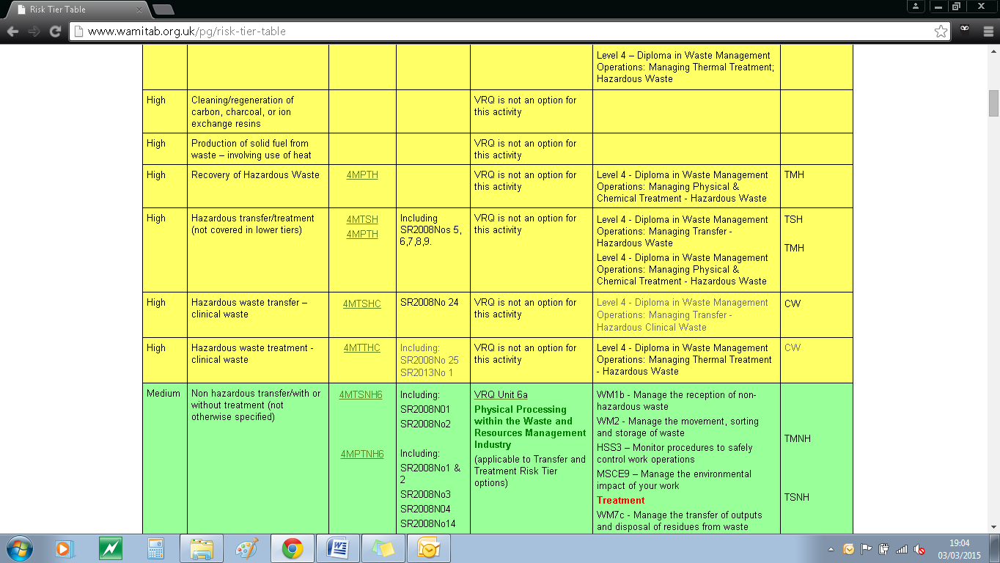 Risk Tier Table
www.wamitab.org.uk/pg/risk-tier-table
Level 4 – Diploma in Waste Management
Operations: Managing Thermal Treatment;
Hazardous Waste
High
Cleaning/regeneration of
carbon, charcoal, or ion
exchange resins
VRQ is not an option for
this activity
High
Production of solid fuel from
waste – involving use of heat
VRQ is not an option for
this activity
High
Recovery of Hazardous Waste
4MPTH
VRQ is not an option for
this activity
Level 4 - Diploma in Waste Management
Operations: Managing Physical &
Chemical Treatment - Hazardous Waste
TMH
High
Hazardous transfer/treatment
(not covered in lower tiers)
4MTSH
4MPTH
Including
SR2008Nos 5,
6,7,8,9.
VRQ is not an option for
this activity
Level 4 - Diploma in Waste Management
Operations: Managing Transfer -
Hazardous Waste
Level 4 - Diploma in Waste Management
Operations: Managing Physical &
Chemical Treatment - Hazardous Waste
TSH
TMH
High
Hazardous waste transfer –
clinical waste
4MTSHC
SR2008No 24
VRQ is not an option for
this activity
Level 4 - Diploma in Waste Management
Operations: Managing Transfer -
Hazardous Clinical Waste
CW
High
Hazardous waste treatment -
clinical waste
4MTTHC
Including:
SR2008No 25
SR2013No 1
VRQ is not an option for
this activity
Level 4 - Diploma in Waste Management
Operations: Managing Thermal Treatment
- Hazardous Waste
CW
Medium
Non hazardous transfer/with or
without treatment (not
otherwise specified)
4MTSNH6
4MPTNH6
Including:
SR2008N01
SR2008No2
Including:
SR2008No1 &
2
SR2008No3
SR2008N04
SR2008No14
VRQ Unit 6a
Physical Processing
within the Waste and
Resources Management
Industry
(applicable to Transfer and
Treatment Risk Tier
options)
WM1b - Manage the reception of non-
hazardous waste
WM2 - Manage the movement, sorting
and storage of waste
HSS3 – Monitor procedures to safely
control work operations
MSCE9 – Manage the environmental
impact of your work
Treatment
WM7c - Manage the transfer of outputs
and disposal of residues from waste
TMNH
TSNH
19:04
03/03/2015